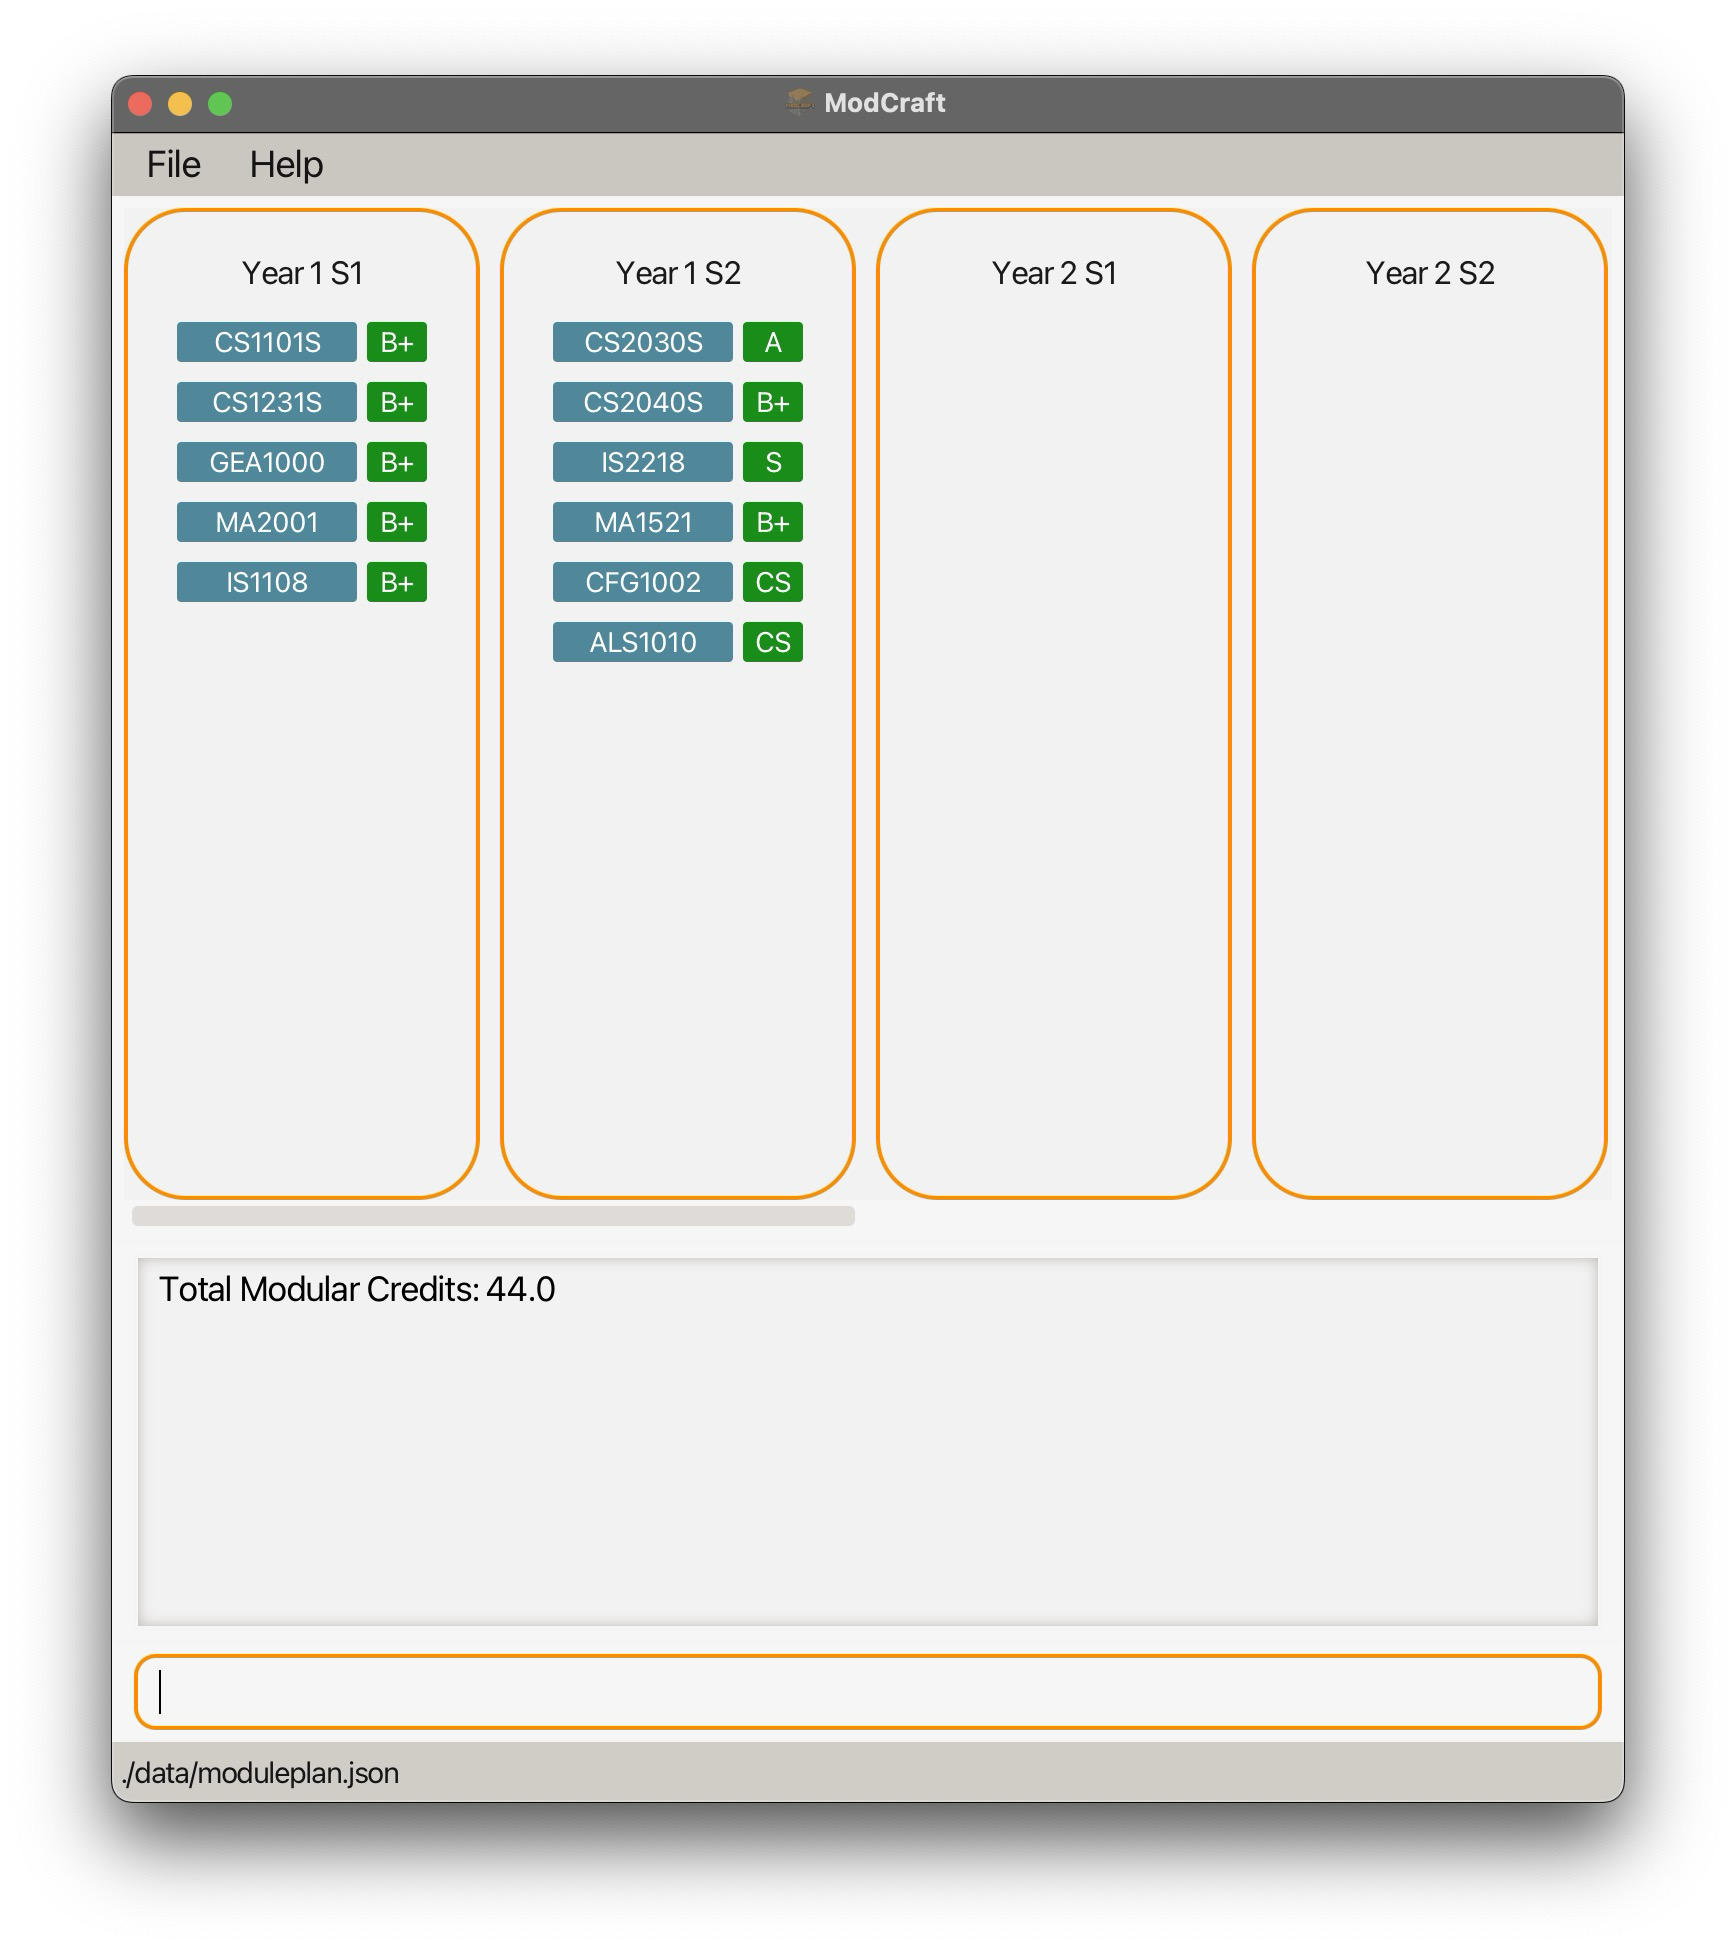 ModCraft
File Help
Year 1 S1
CS1101S B+
CS1231S B+
GEA1000 B+
MA2001 B+
IS1108 B+
Year 1 S2
CS2030S A
CS2040S B+
IS2218 S
MA1521 B+
CFG1002 CS
ALS1010 CS
Year 2 S1
Year 2 S2
Total Modular Credits: 44.0
./data/moduleplan.json